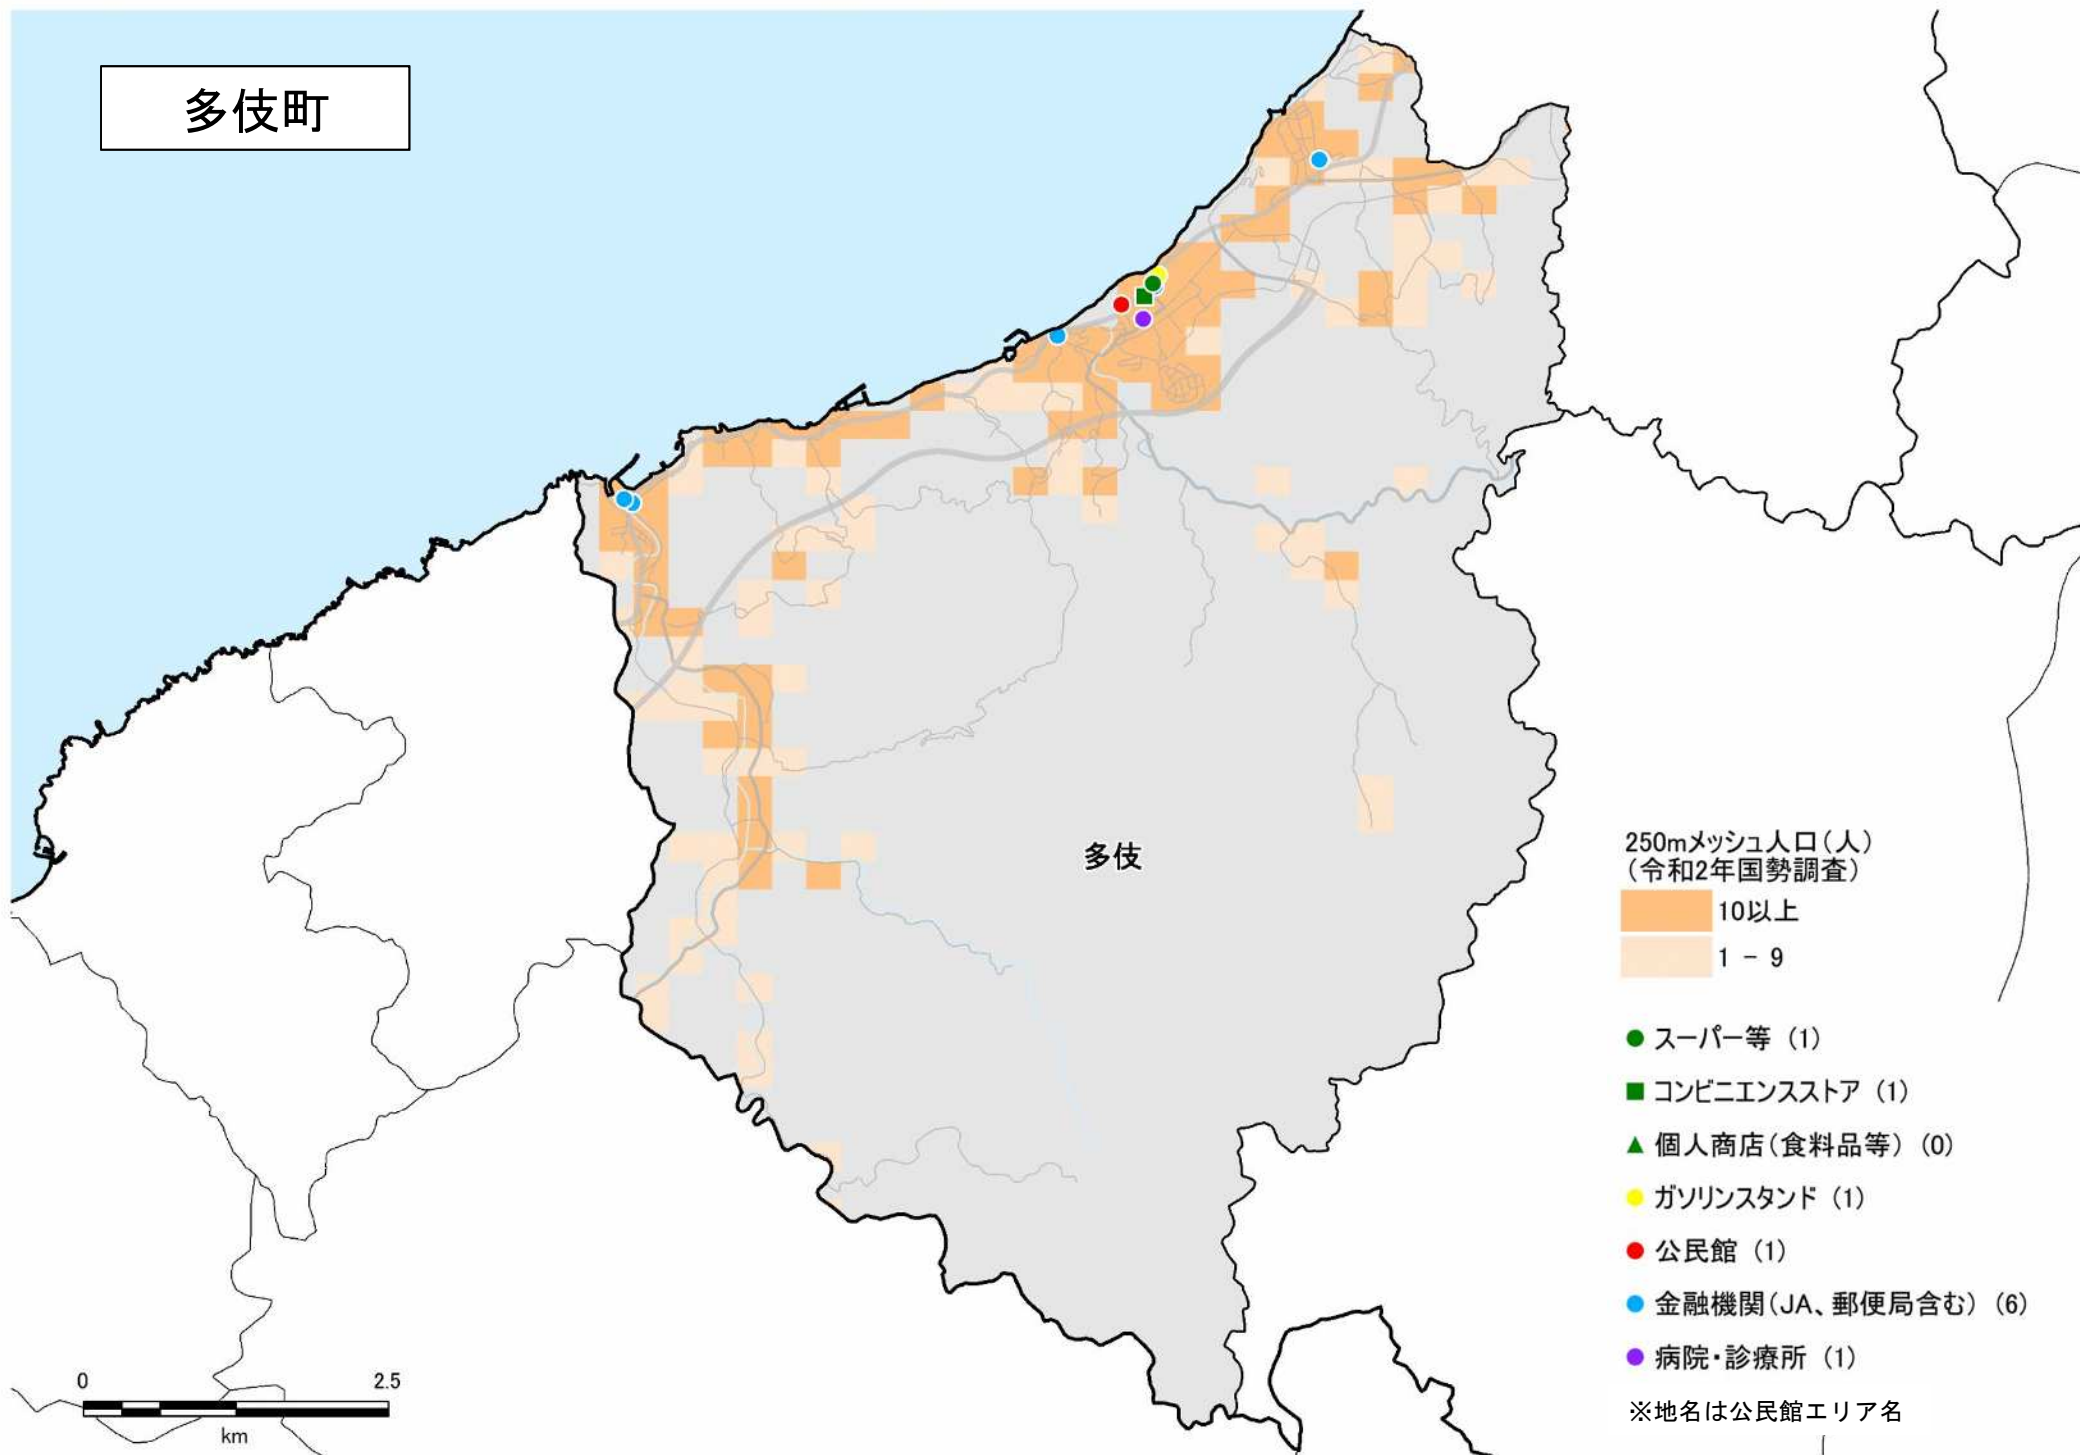 多伎町
多伎
250mメッシュ人口(人)
(令和2年国勢調査)
10以上
1 - 9
スーパー等 (1)
コンビニエンスストア (1)
個人商店(食料品等) (0)
ガソリンスタンド (1)
公民館 (1)
金融機関(JA、郵便局含む) (6)
病院・診療所 (1)
※地名は公民館エリア名
0 2.5
km